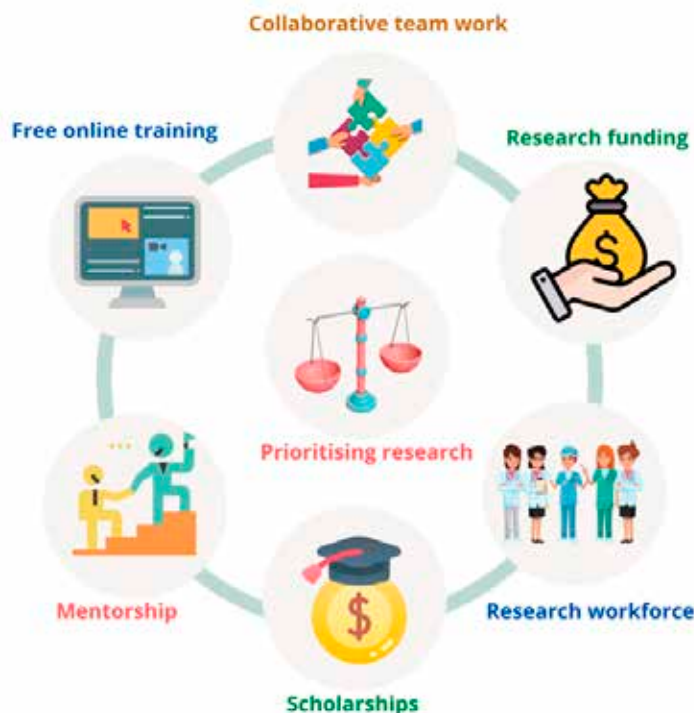 Collaborative team work
Free online training
Research funding
$
Prioritising research
Mentorship
Research workforce
$
Scholarships